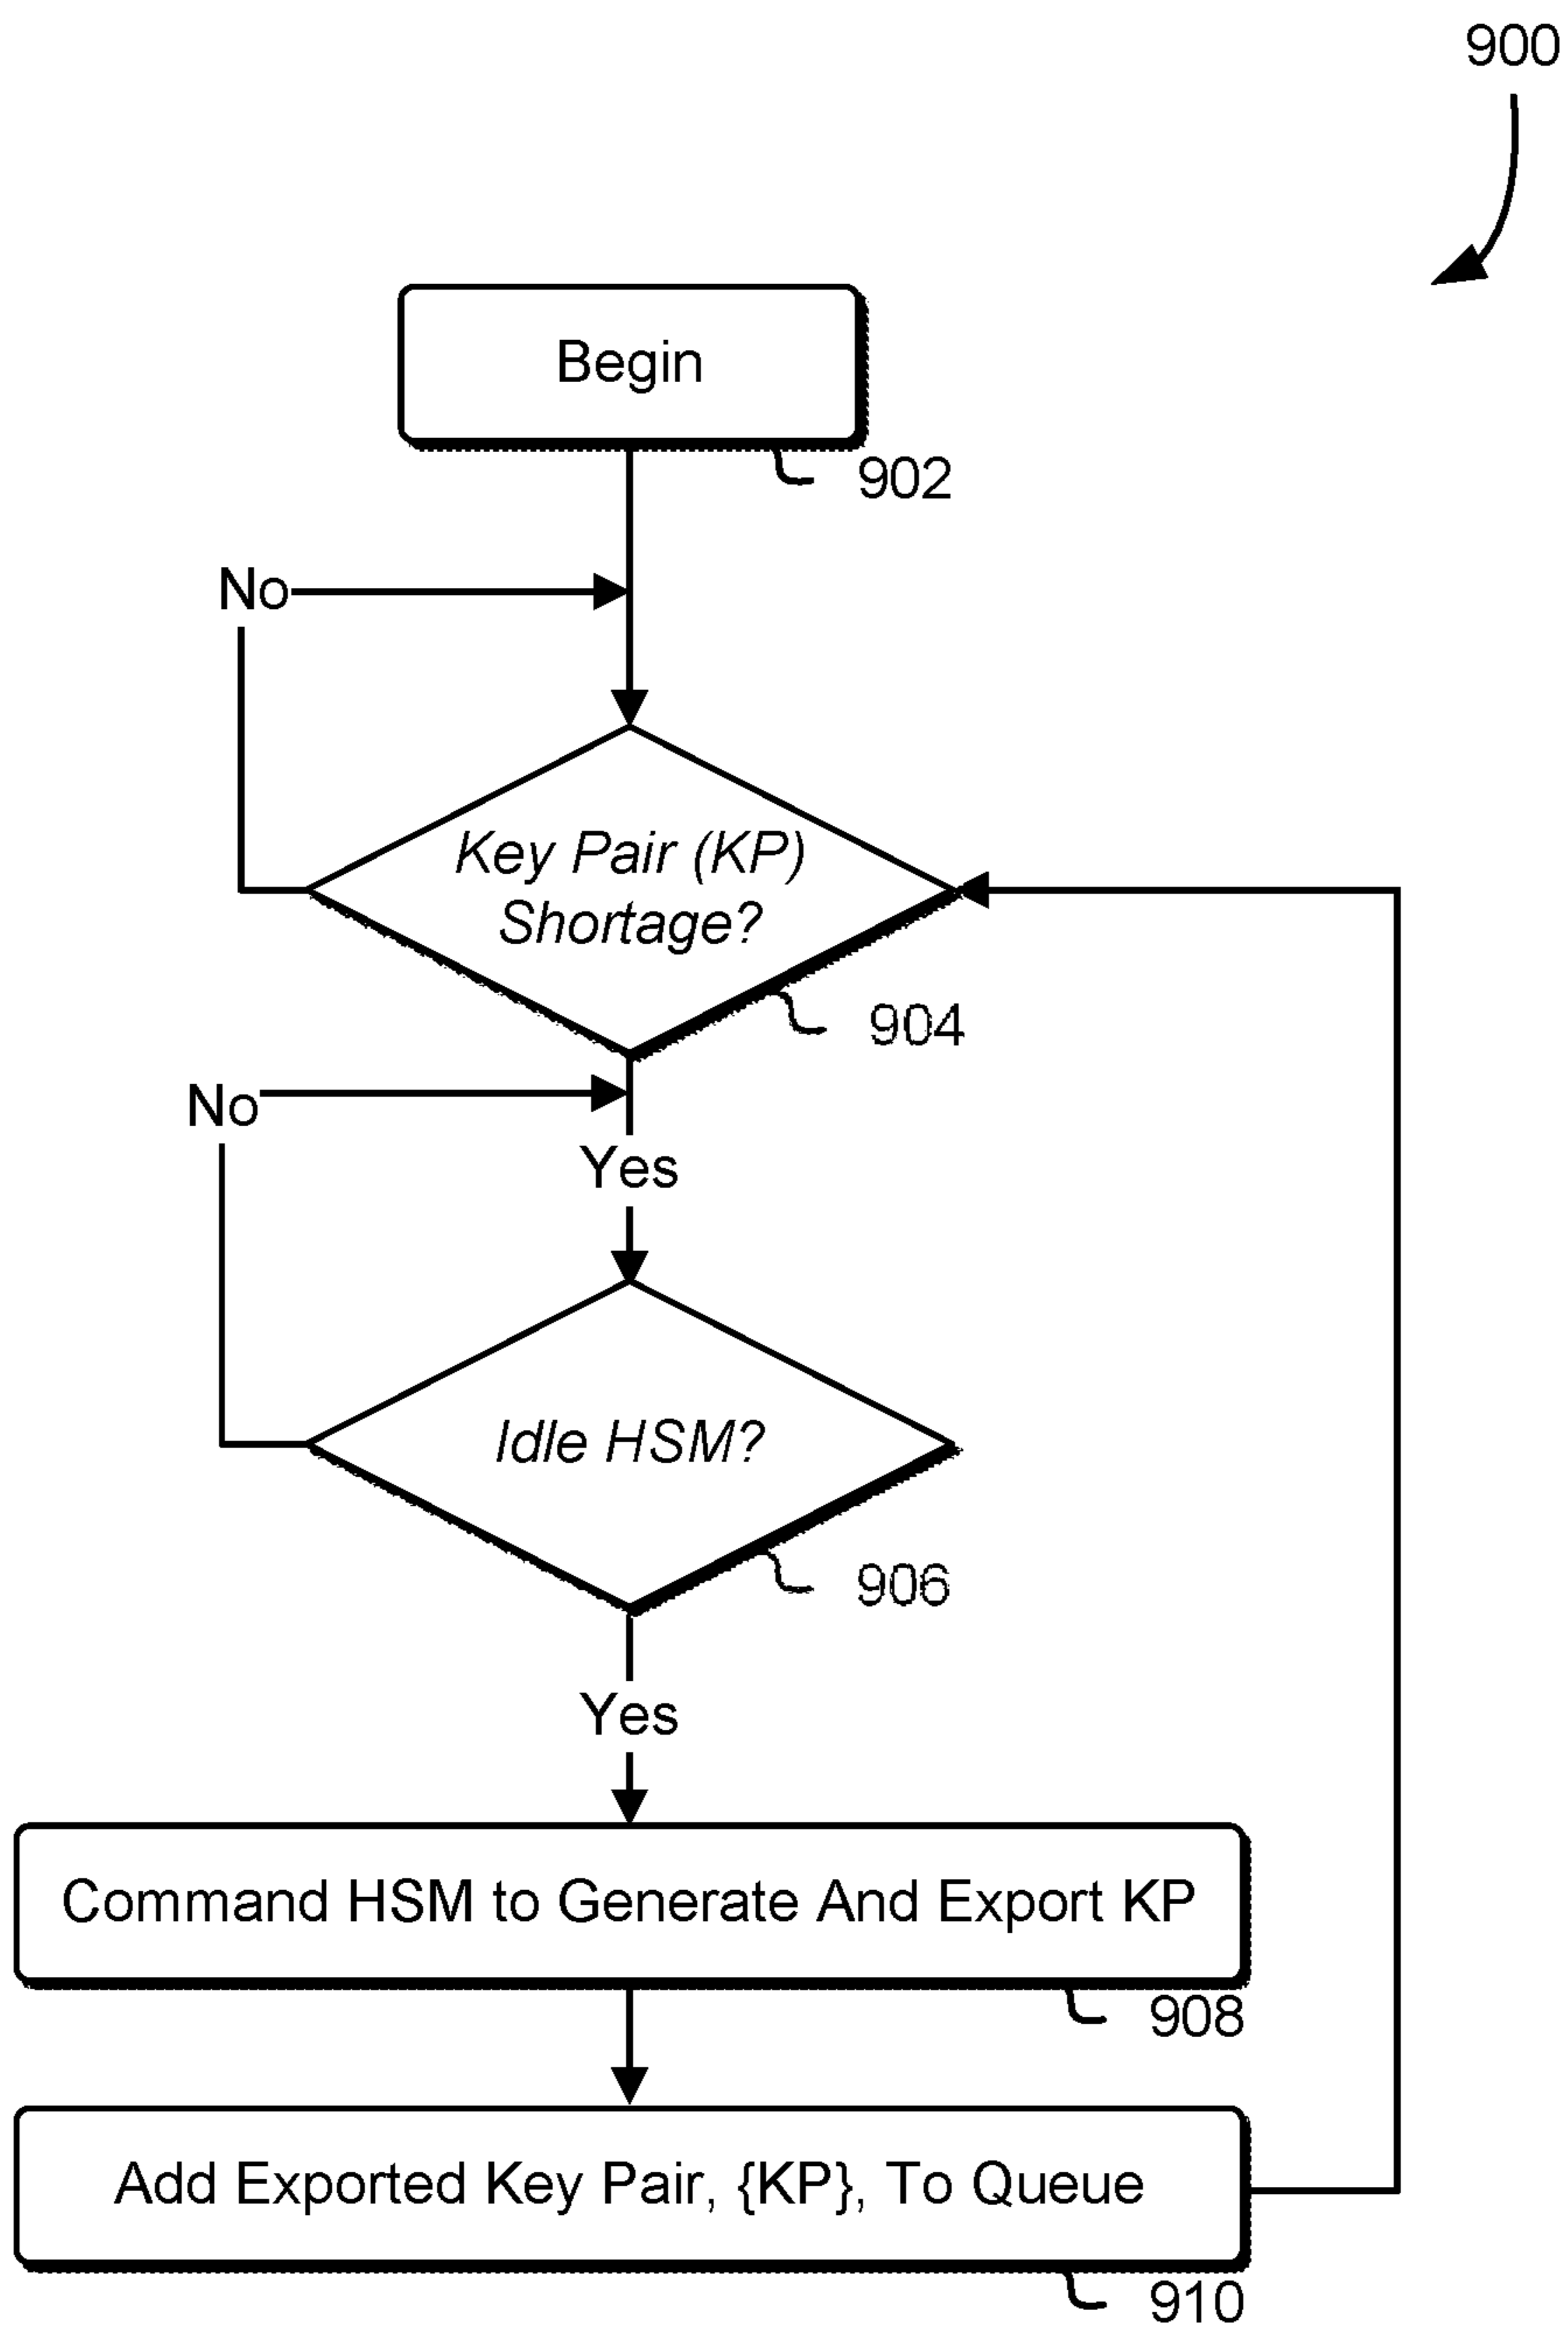 900
Begin
902
No
Key Pair (KP)
Shortage?
904
No
Yes
Idle HSM?
906
Yes
Command HSM to Generate And Export KP
908
Add Exported Key Pair, {KP}, To Queue
910